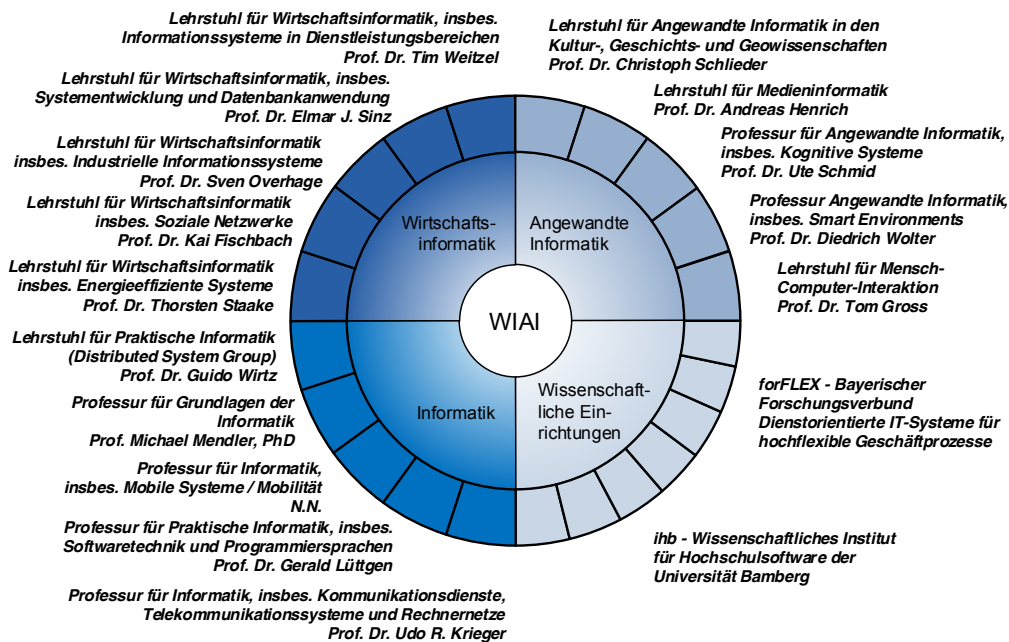 Lehrstuhl für Wirtschaftsinformatik, insbes.
Informationssysteme in Dienstleistungsbereichen
Prof. Dr. Tim Weitzel
Lehrstuhl für Wirtschaftsinformatik, insbes.
Systementwicklung und Datenbankanwendung
Prof. Dr. Elmar J. Sinz
Lehrstuhl für Wirtschaftsinformatik
insbes. Industrielle Informationssysteme
Prof. Dr. Sven Overhage
Lehrstuhl für Wirtschaftsinformatik
insbes. Soziale Netzwerke
Prof. Dr. Kai Fischbach
Lehrstuhl für Wirtschaftsinformatik
insbes. Energieeffiziente Systeme
Prof. Dr. Thorsten Staake
Lehrstuhl für Praktische Informatik
(Distributed System Group)
Prof. Dr. Guido Wirtz
Professur für Grundlagen der
Informatik
Prof. Michael Mendler, PhD
Professur für Informatik,
insbes. Mobile Systeme / Mobilität
N.N.
Professur für Praktische Informatik, insbes.
Softwaretechnik und Programmiersprachen
Prof. Dr. Gerald Lüttgen
Professur für Informatik, insbes. Kommunikationsdienste,
Telekommunikationssysteme und Rechnernetze
Prof. Dr. Udo R. Krieger
Wirtschafts-
informatik
Angewandte
Informatik
WIAI
Informatik
Wissenschaft-
liche Ein-
richtungen
Lehrstuhl für Angewandte Informatik in den
Kultur-, Geschichts- und Geowissenschaften
Prof. Dr. Christoph Schlieder
Lehrstuhl für Medieninformatik
Prof. Dr. Andreas Henrich
Professur für Angewandte Informatik,
insbes. Kognitive Systeme
Prof. Dr. Ute Schmid
Professur Angewandte Informatik,
insbes. Smart Environments
Prof. Dr. Diedrich Wolter
Lehrstuhl für Mensch-
Computer-Interaktion
Prof. Dr. Tom Gross
forFLEX - Bayerischer
Forschungsverbund
Dienstorientierte IT-Systeme für
hochflexible Geschäftprozesse
ihb - Wissenschaftliches Institut
für Hochschulsoftware der
Universität Bamberg